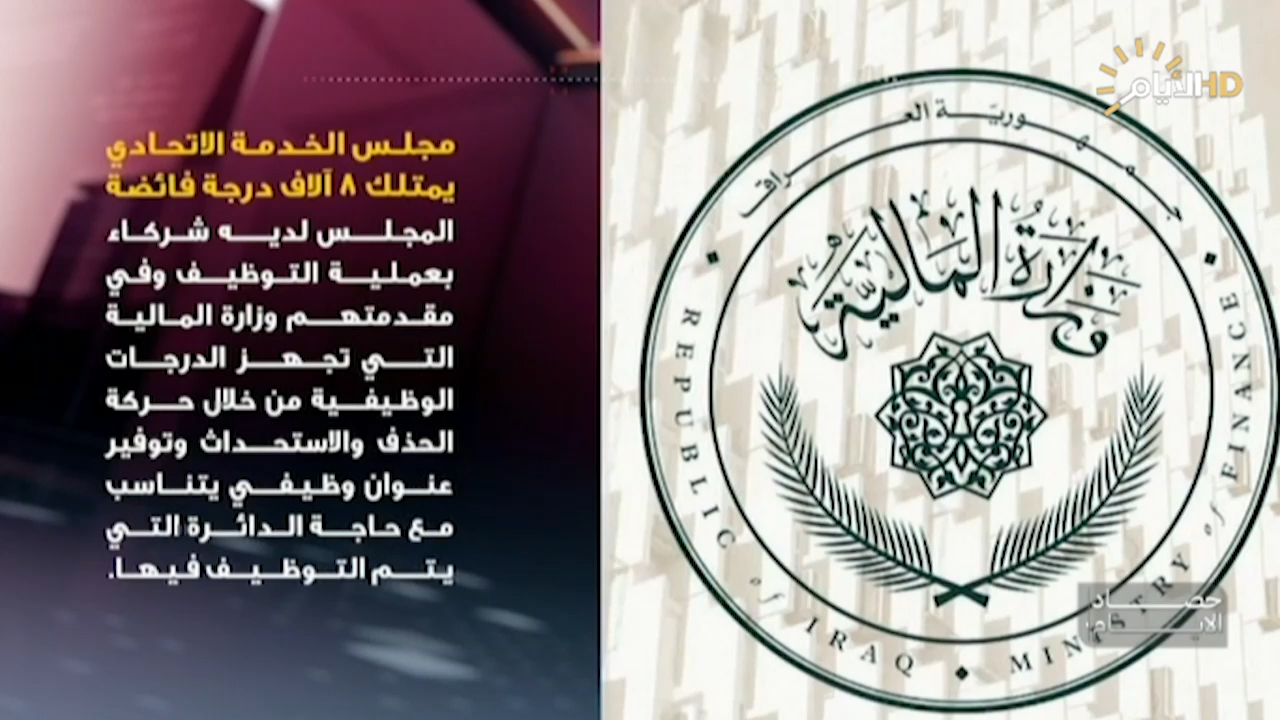 مجلس الخدمة الاتحادي
يمتلك ٨ آلاف درجة فائضة
المجلس لديه شركاء
بعملية التوظيف وفي
مقدمتهم وزارة المالية
التي تجهز الدرجات
الوظيفية من خلال حركة
الحذف والاستحداث وتوفير
عنوان وظيفي يتناسب
مع حاجة الدائرة التي
يتم التوظيف فيها.
الأيام HD
جمهورية العراق
وزارة المالية
REPUBLIC of IRAQ ◆ MINISTRY of FINANCE
حصاد
الأيام